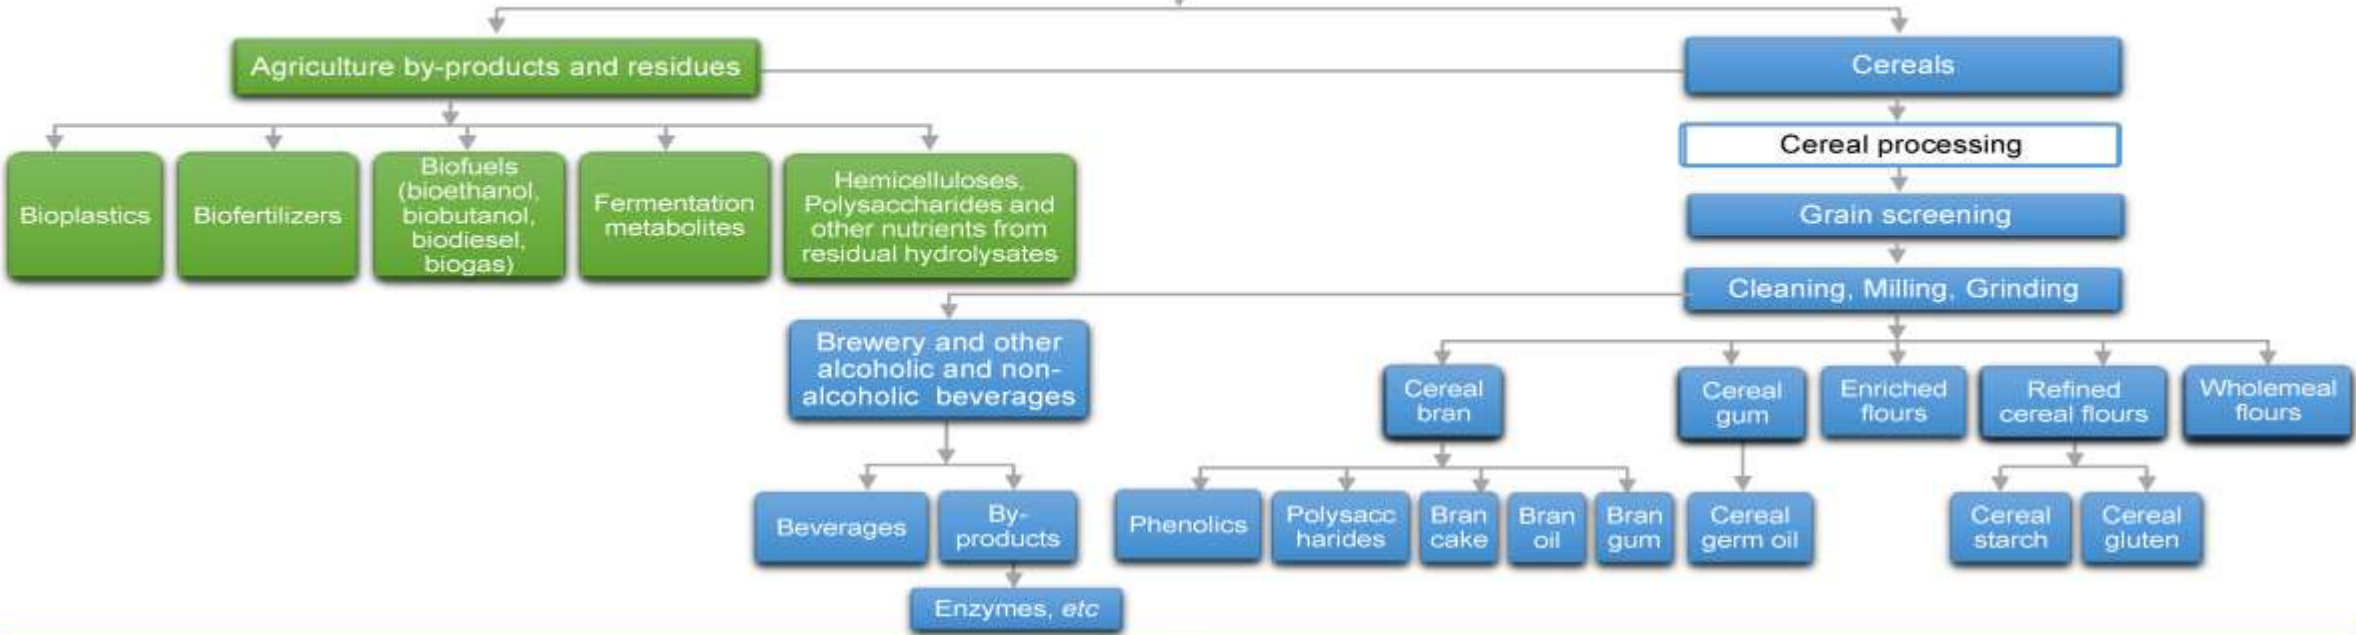 Agriculture by-products and residues
Cereals
Cereal processing
Bioplastics
Biofertilizers
Biofuels
(bioethanol,
biobutanol,
biodiesel,
biogas)
Fermentation
metabolites
Hemicelluloses,
Polysaccharides and
other nutrients from
residual hydrolysates
Grain screening
Cleaning, Milling, Grinding
Brewery and other
alcoholic and non-
alcoholic beverages
Cereal
bran
Cereal
gum
Enriched
flours
Refined
cereal flours
Wholemeal
flours
Beverages
By-
products
Phenolics
Polysacc
harides
Bran
cake
Bran
oil
Bran
gum
Cereal
germ oil
Cereal
starch
Cereal
gluten
Enzymes, etc